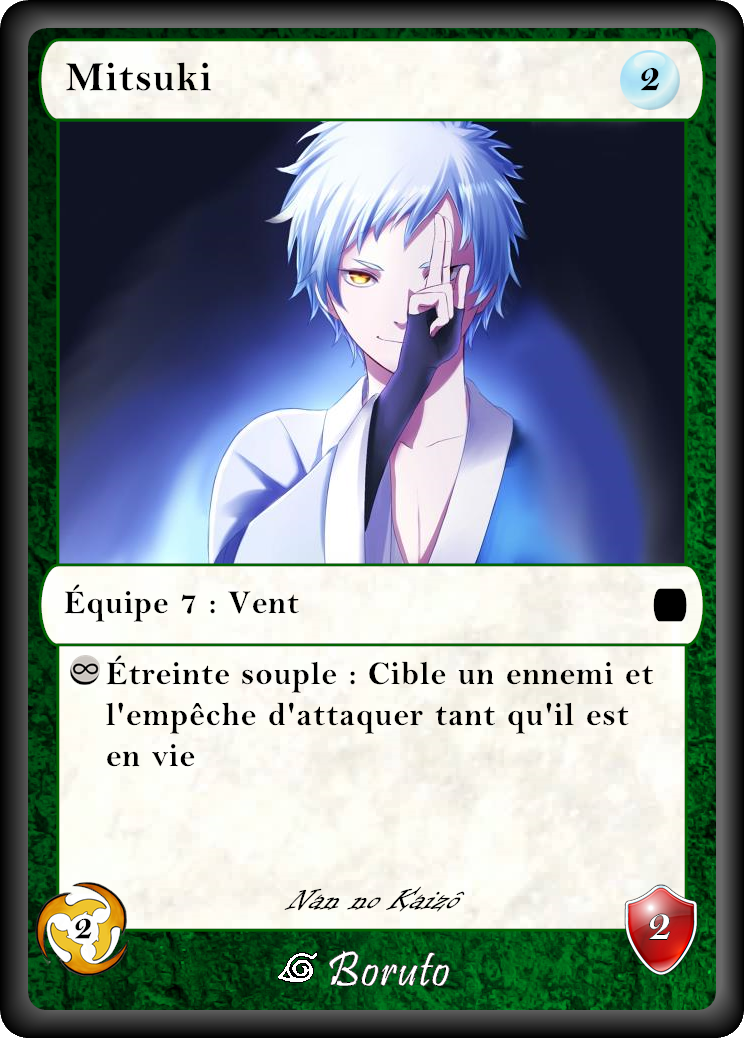 Mitsuki
2
Équipe 7 : Vent
∞ Étreinte souple : Cible un ennemi et
l'empêche d'attaquer tant qu'il est
en vie
Nan no Kaizô
2
2
Boruto